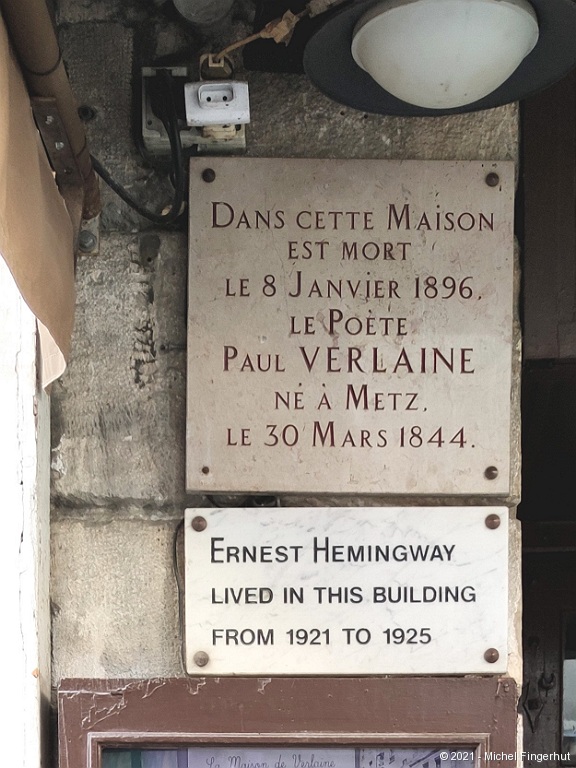 Dans cette Maison
est mort
le 8 Janvier 1896,
le Poète
Paul VERLAINE
né à Metz,
le 30 Mars 1844.
Ernest Hemingway
lived in this building
from 1921 to 1925
La Maison de Verlaine
© 2021 - Michel Fingerhut